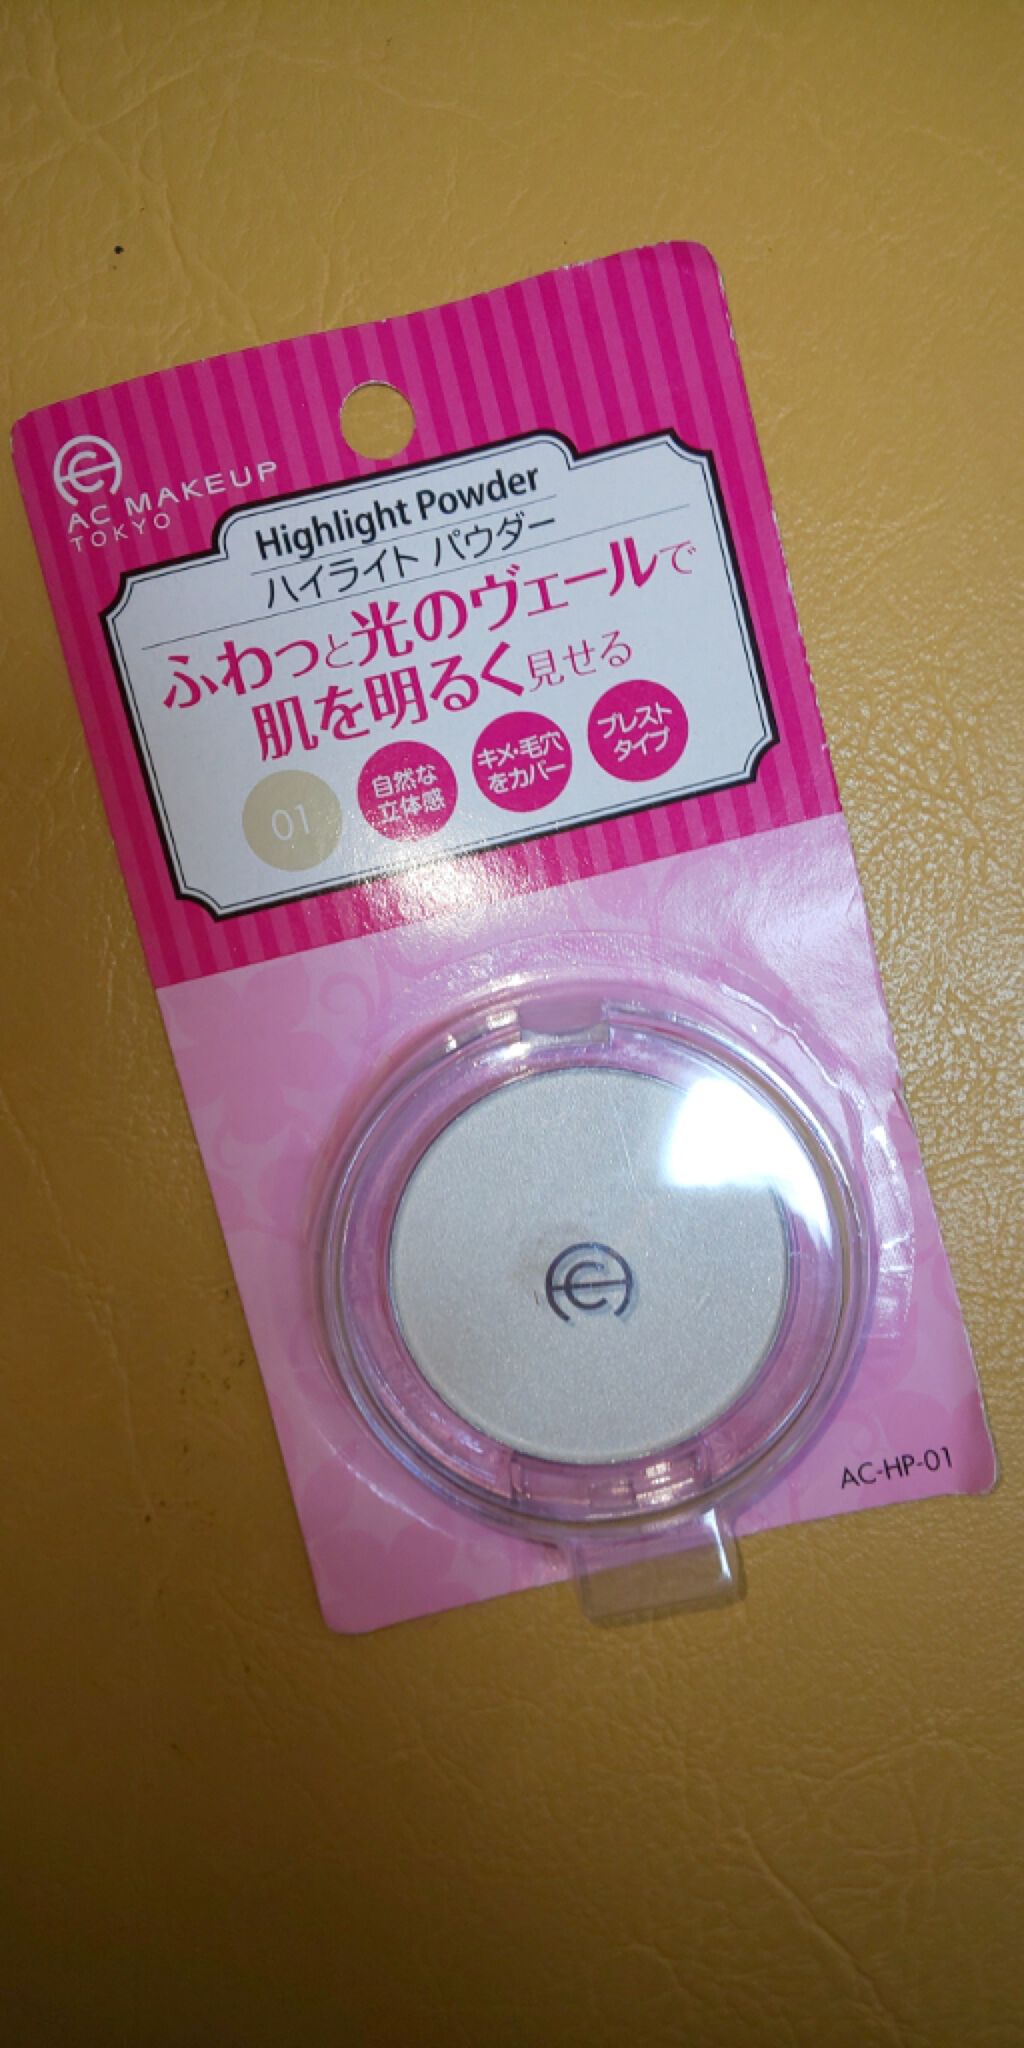 AC MAKEUP
TOKYO
Highlight Powder
ハイライト パウダー
ふわっと光のヴェールで
肌を明るく見せる
01
自然な
立体感
キメ・毛穴
をカバー
プレスト
タイプ
AC
AC-HP-01